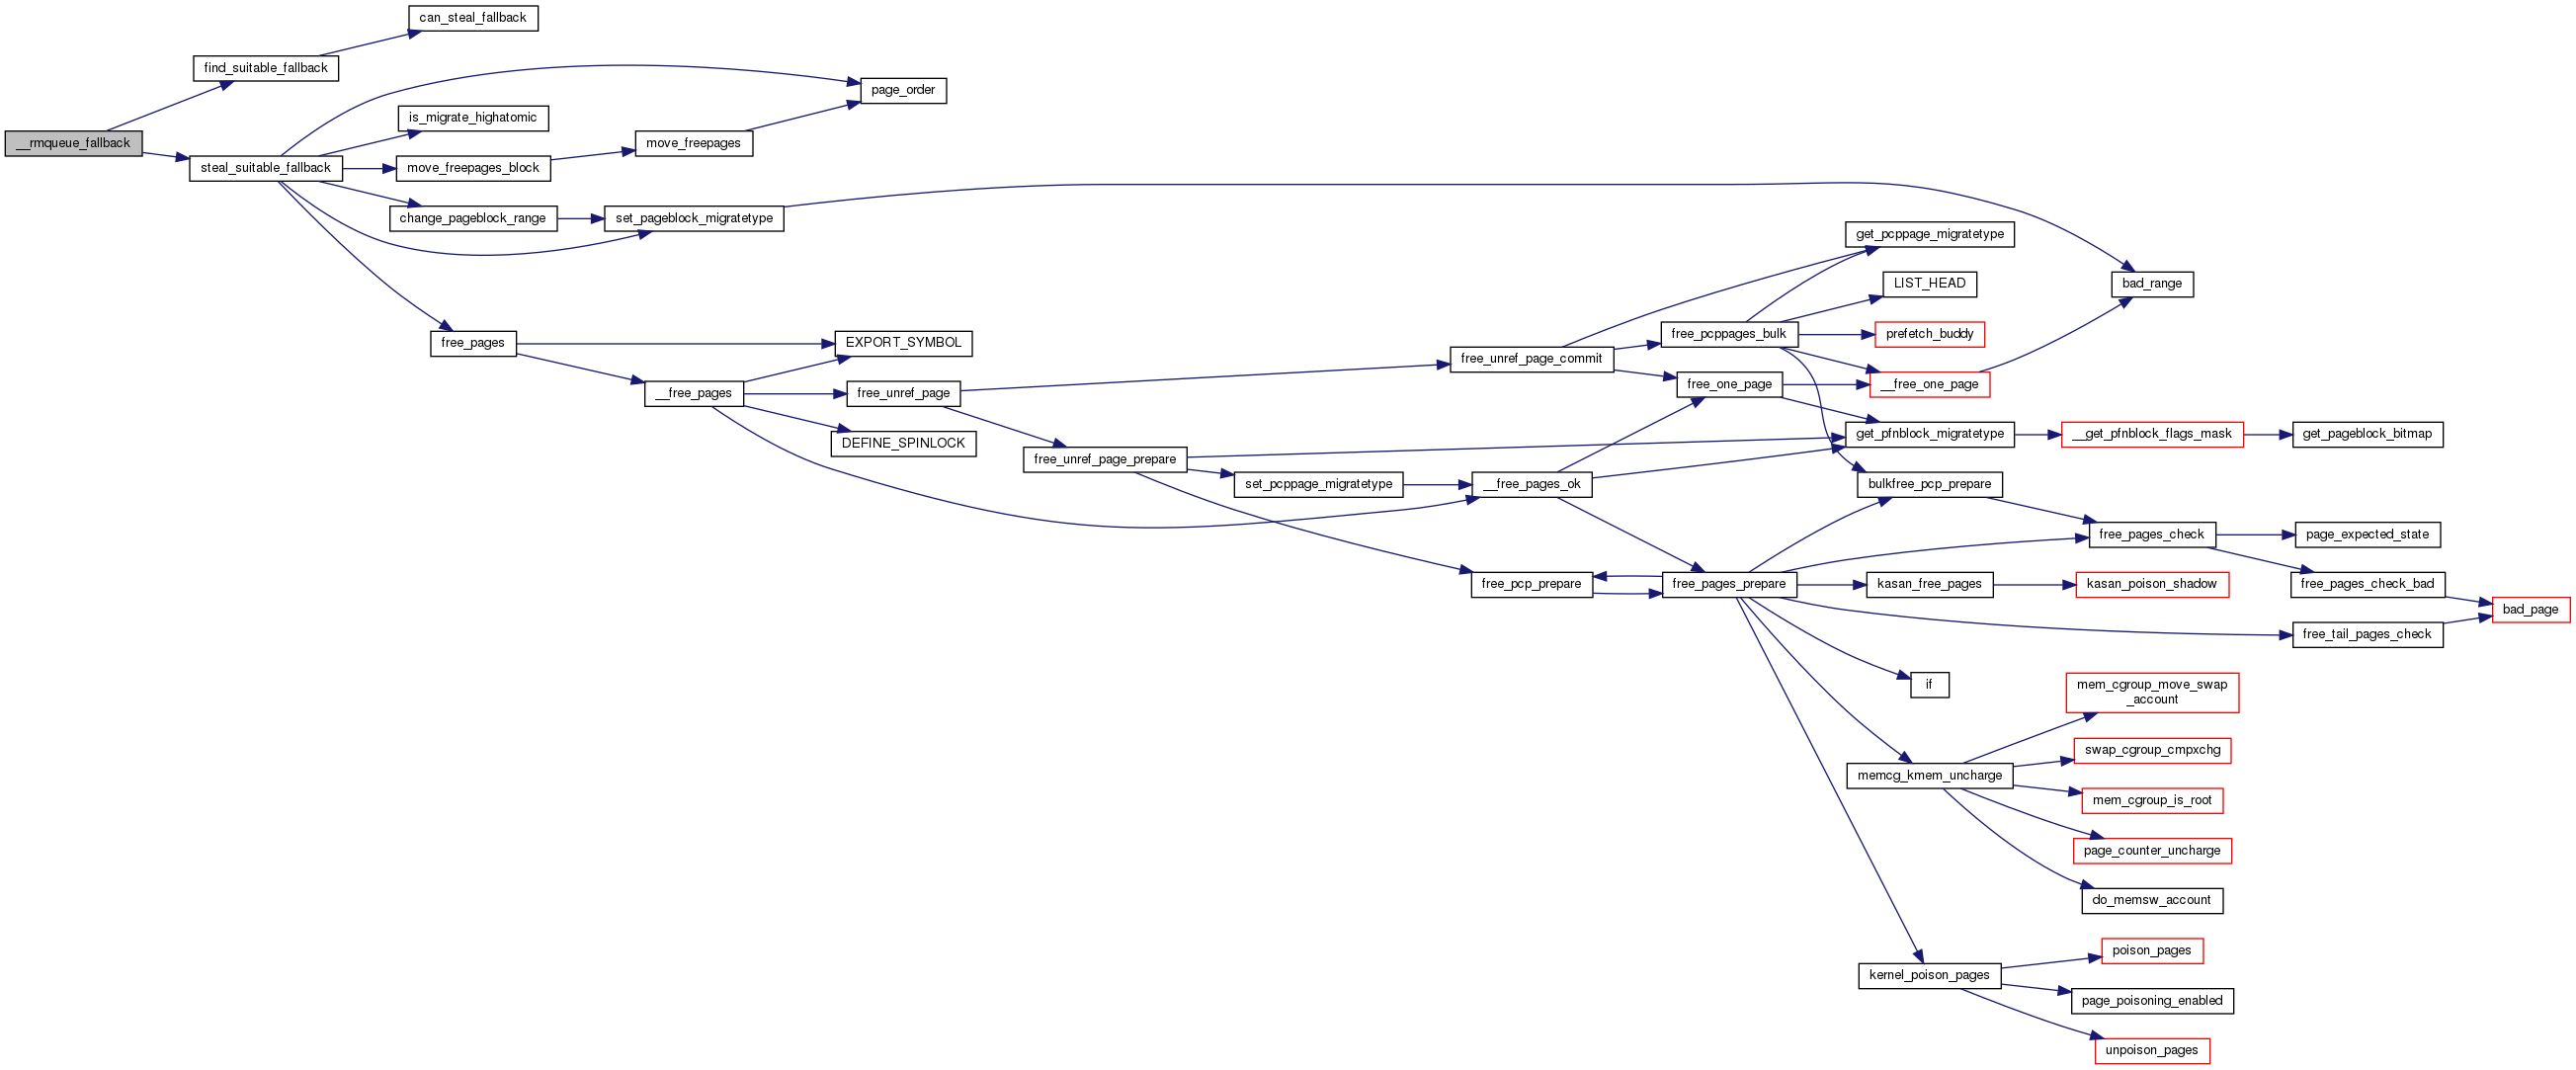 can_steal_fallback
find_suitable_fallback
page_order
is_migrate_highatomic
__rmqueue_fallback
move_freepages
steal_suitable_fallback
move_freepages_block
change_pageblock_range
set_pageblock_migratetype
get_pcppage_migratetype
LIST_HEAD
bad_range
free_pages
EXPORT_SYMBOL
free_pcppages_bulk
prefetch_buddy
free_unref_page_commit
free_one_page
__free_one_page
__free_pages
free_unref_page
DEFINE_SPINLOCK
get_pfnblock_migratetype
__get_pfnblock_flags_mask
get_pageblock_bitmap
free_unref_page_prepare
set_pcppage_migratetype
__free_pages_ok
bulkfree_pcp_prepare
free_pages_check
page_expected_state
free_pcp_prepare
free_pages_prepare
kasan_free_pages
kasan_poison_shadow
free_pages_check_bad
bad_page
free_tail_pages_check
if
mem_cgroup_move_swap
_account
swap_cgroup_cmpxchg
memcg_kmem_uncharge
mem_cgroup_is_root
page_counter_uncharge
do_memsw_account
poison_pages
kernel_poison_pages
page_poisoning_enabled
unpoison_pages